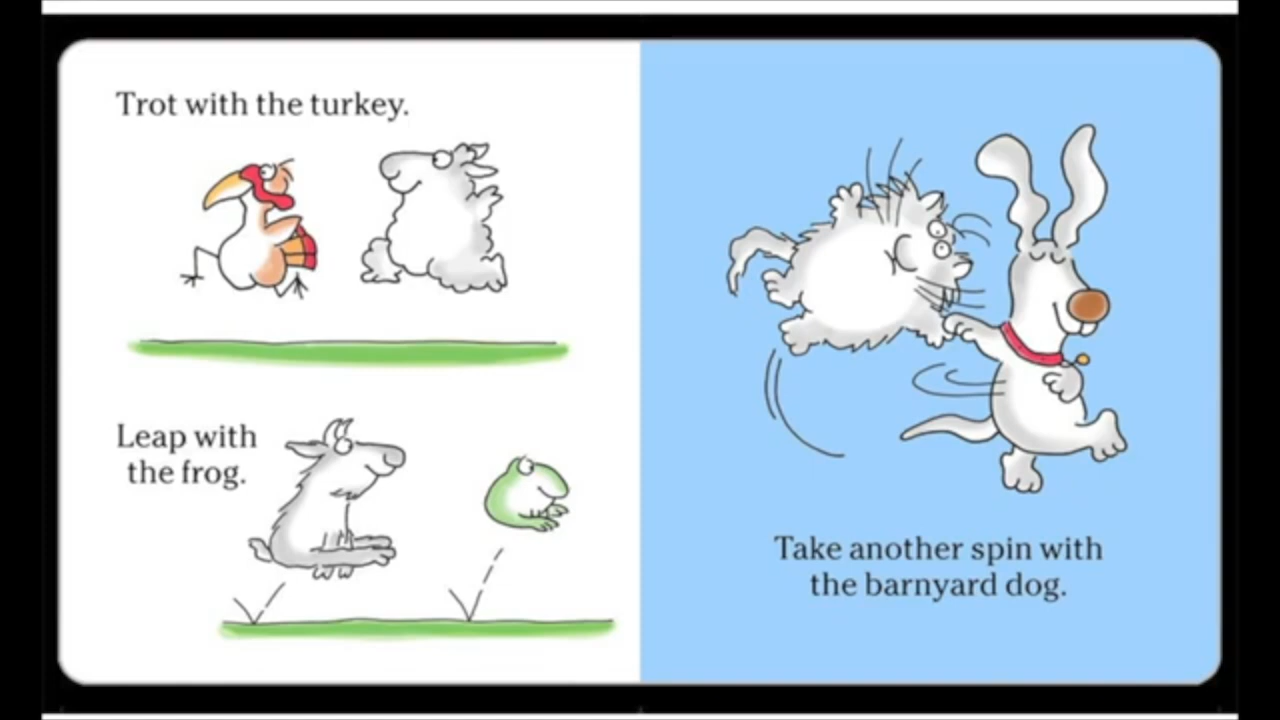 Trot with the turkey.
Leap with
the frog.
Take another spin with
the barnyard dog.